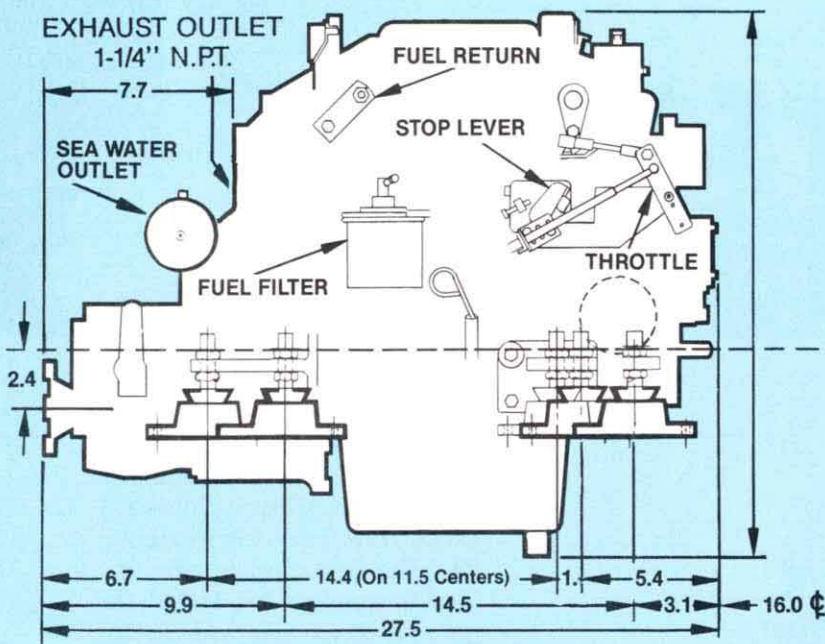 EXHAUST OUTLET
1-1/4" N.P.T.
7.7
FUEL RETURN
STOP LEVER
SEA WATER
OUTLET
FUEL FILTER
THROTTLE
2.4
6.7
14.4 (On 11.5 Centers)
1.
5.4
9.9
14.5
3.1
16.0 ℄
27.5